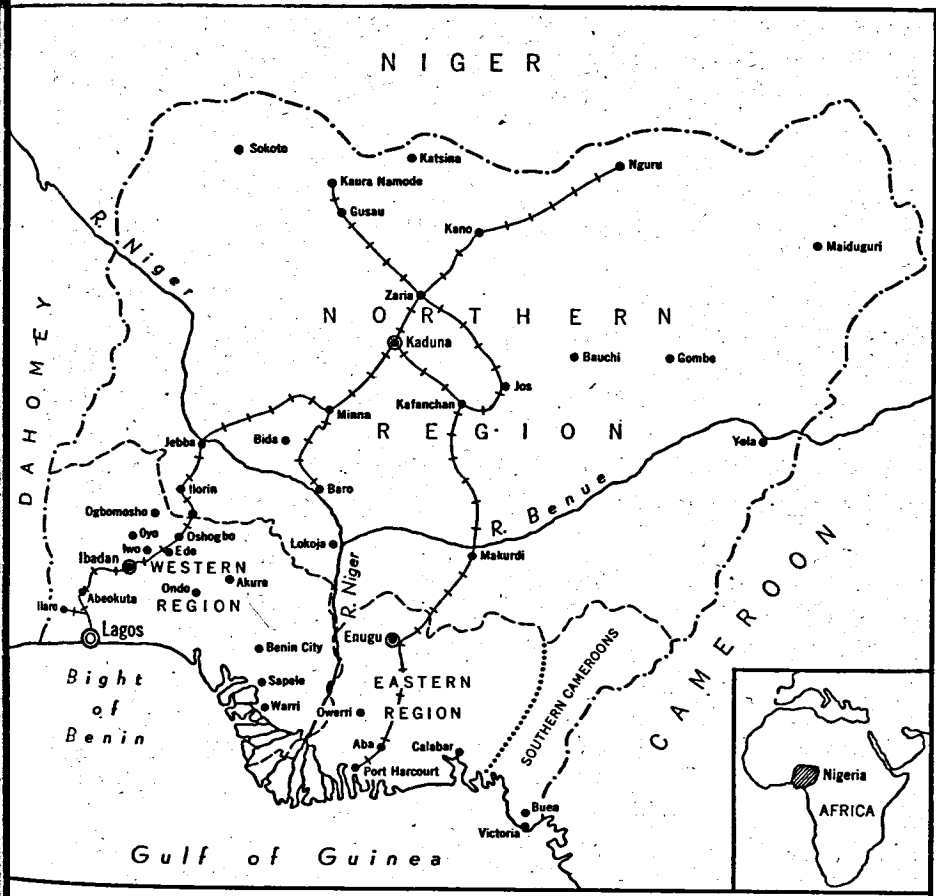 NIGER
Sokoto
Katsina
Nguru
Kaura Namode
Gusau
Kano
R. Niger
Maiduguri
Zaria
NORTHERN
Kaduna
Bauchi
Gombe
DAHOMEY
Jos
Kafanchan
Minna
REGION
Jebba
Bida
Yola
Ilorin
Baro
R. Benue
Ogbomosho
Oyo
Oshogbo
Lokoja
Iwo
Ede
Makurdi
Ibadan
WESTERN
Akure
R. Niger
Abeokuta
Ondo
REGION
Ilaro
Lagos
Enugu
CAMEROON
Benin City
SOUTHERN CAMEROONS
Bight
of
Benin
Sapele
EASTERN
Warri
Owerri
REGION
Aba
Calabar
Port Harcourt
Nigeria
AFRICA
Buea
Victoria
Gulf of Guinea